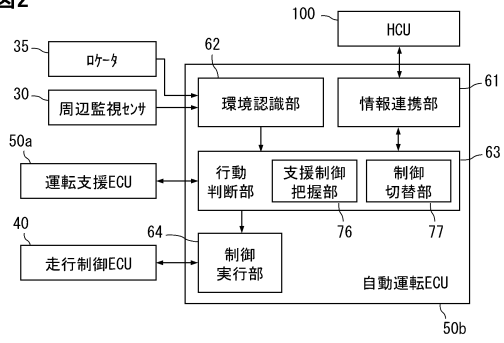 図2
100
HCU
35
ロケータ
62
61
30
周辺監視センサ
環境認識部
情報連携部
50a
63
運転支援ECU
行動
判断部
支援制御
把握部
制御
切替部
76
77
40
64
走行制御ECU
制御
実行部
自動運転ECU
50b